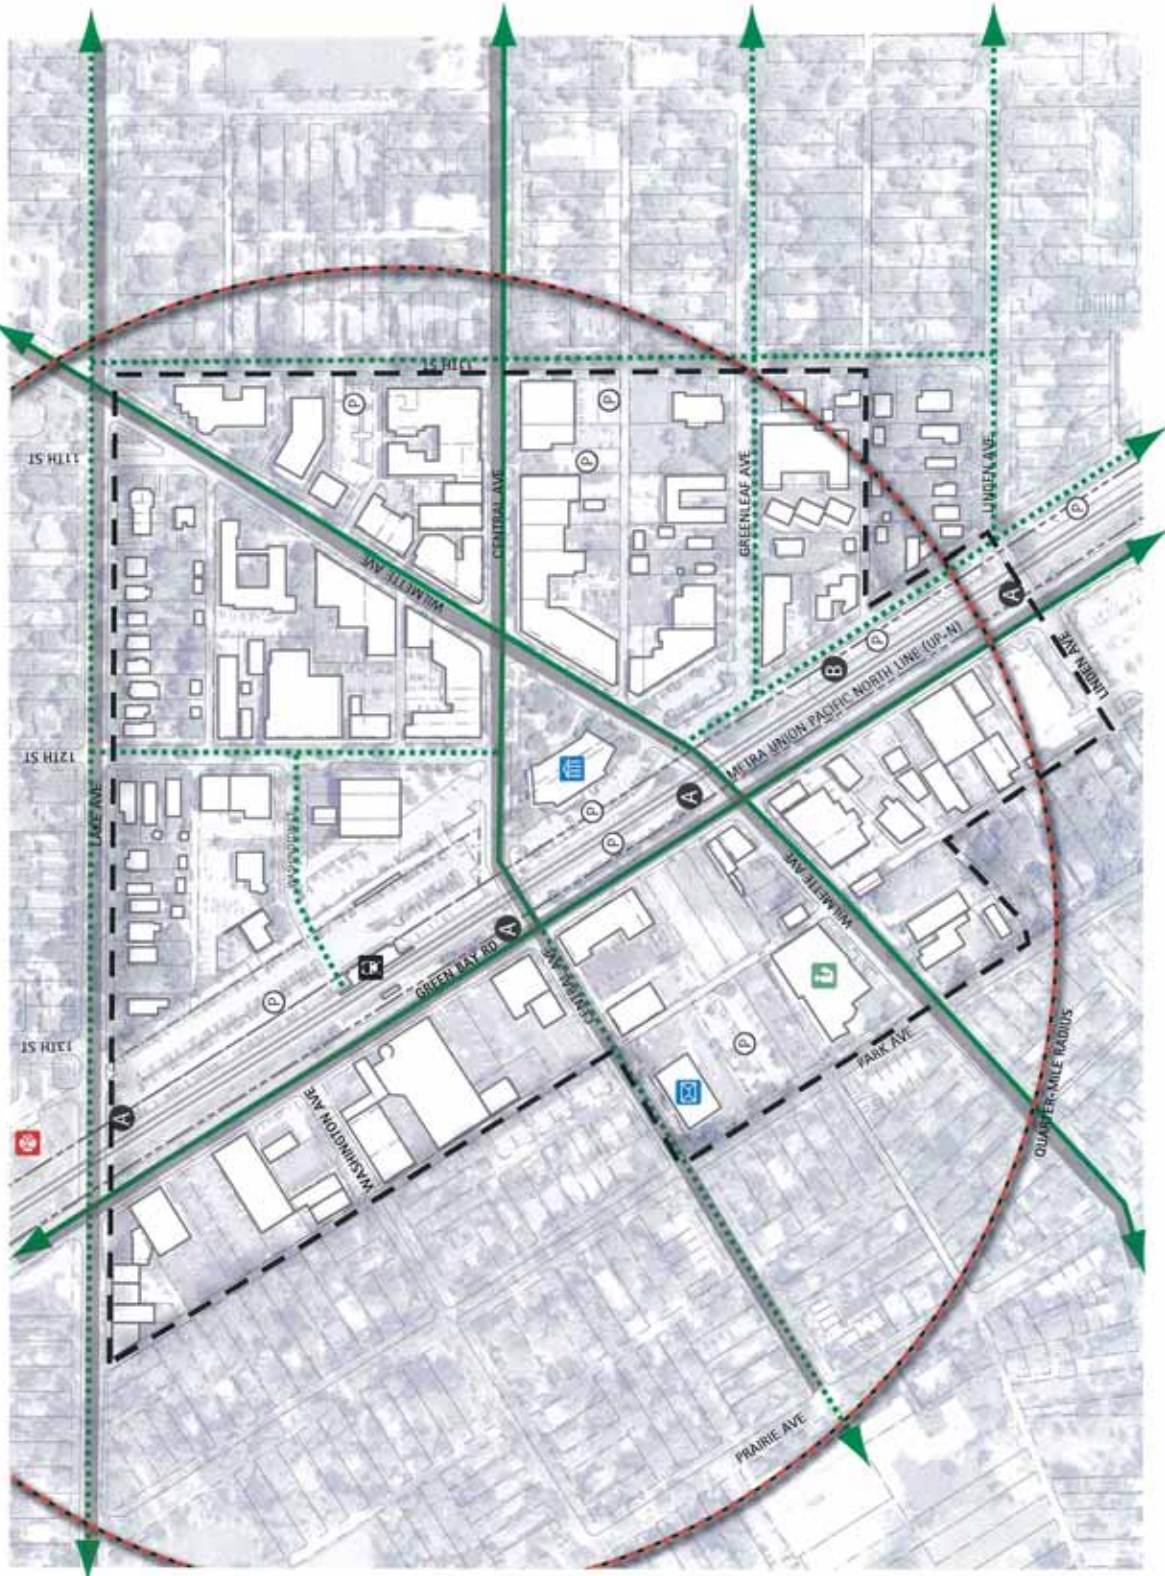 11TH ST
11TH ST
CENTRAL AVE
GREENLEAF AVE
LINDEN AVE
WILMETTE AVE
P
P
P
P
12TH ST
LAKE AVE
METRA UNION PACIFIC NORTH LINE (UP-N)
A
B
P
LINDEN AVE
A
P
P
WILMETTE AVE
GREEN BAY RD
A
CENTRAL AVE
13TH ST
P
P
PARK AVE
QUARTER-MILE RADIUS
A
WASHINGTON AVE
PRAIRIE AVE